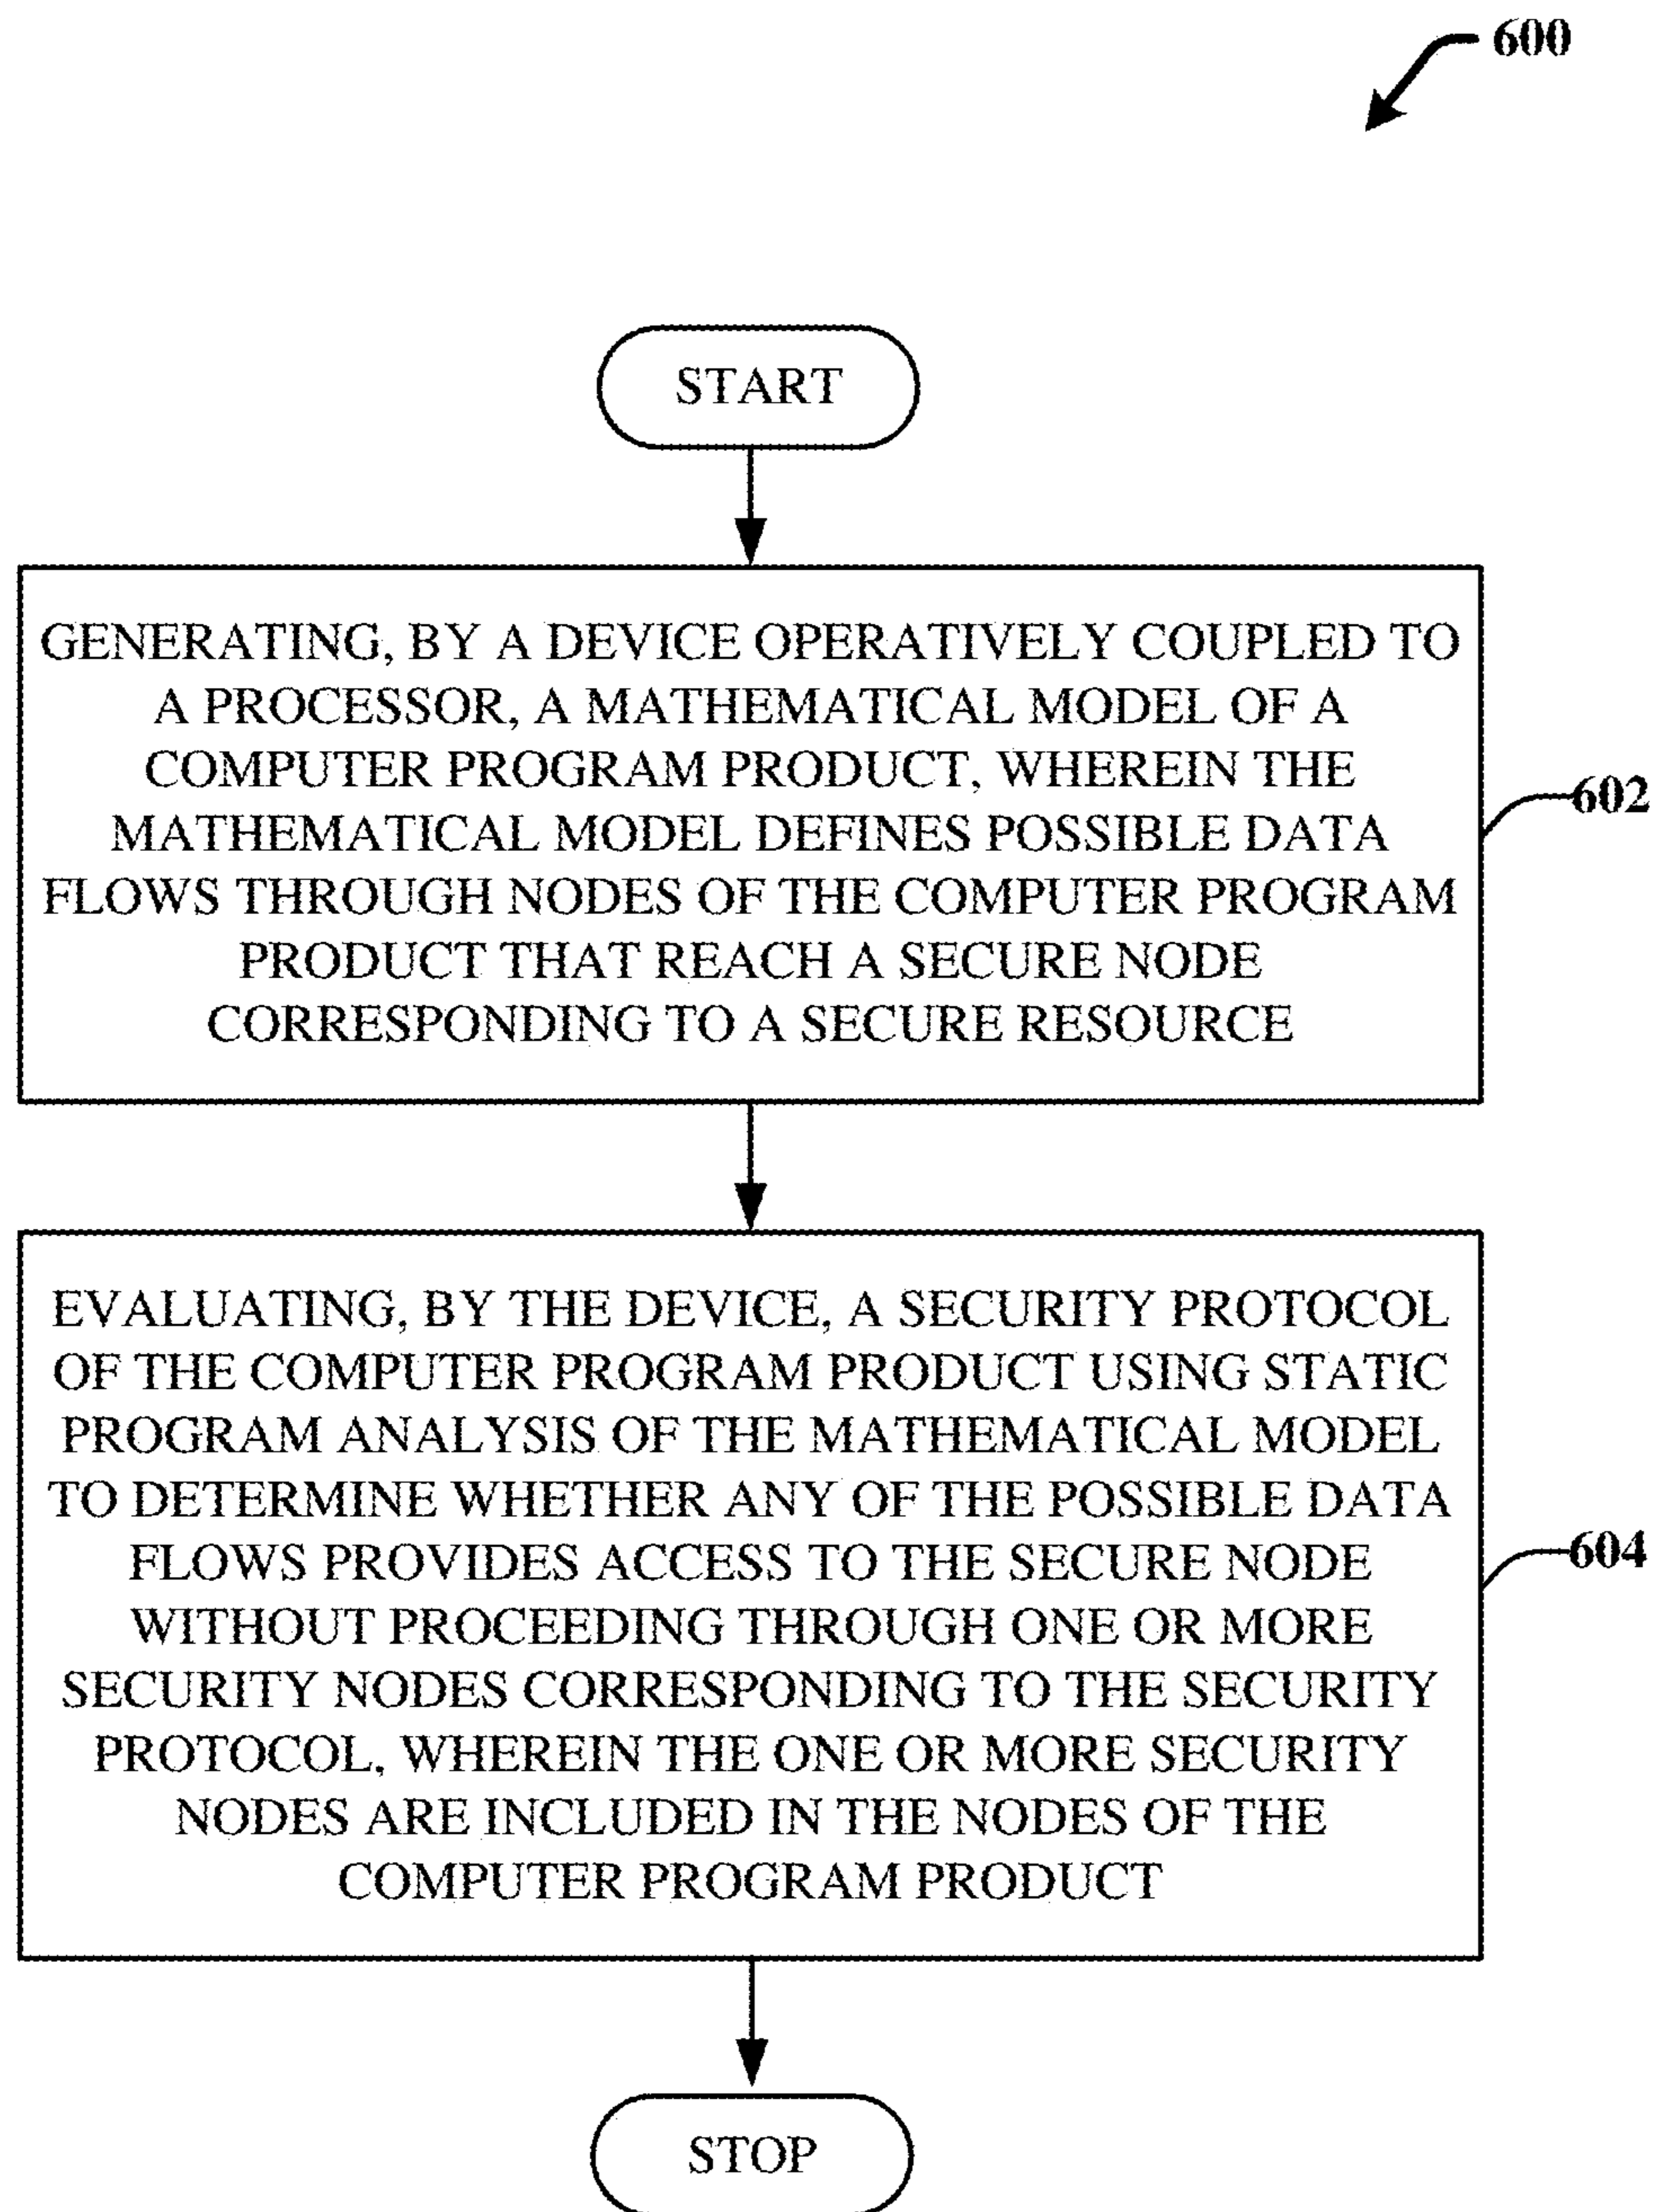 600
START
GENERATING, BY A DEVICE OPERATIVELY COUPLED TO
A PROCESSOR, A MATHEMATICAL MODEL OF A
COMPUTER PROGRAM PRODUCT, WHEREIN THE
MATHEMATICAL MODEL DEFINES POSSIBLE DATA
FLOWS THROUGH NODES OF THE COMPUTER PROGRAM
PRODUCT THAT REACH A SECURE NODE
CORRESPONDING TO A SECURE RESOURCE
602
EVALUATING, BY THE DEVICE, A SECURITY PROTOCOL
OF THE COMPUTER PROGRAM PRODUCT USING STATIC
PROGRAM ANALYSIS OF THE MATHEMATICAL MODEL
TO DETERMINE WHETHER ANY OF THE POSSIBLE DATA
FLOWS PROVIDES ACCESS TO THE SECURE NODE
WITHOUT PROCEEDING THROUGH ONE OR MORE
SECURITY NODES CORRESPONDING TO THE SECURITY
PROTOCOL, WHEREIN THE ONE OR MORE SECURITY
NODES ARE INCLUDED IN THE NODES OF THE
COMPUTER PROGRAM PRODUCT
604
STOP